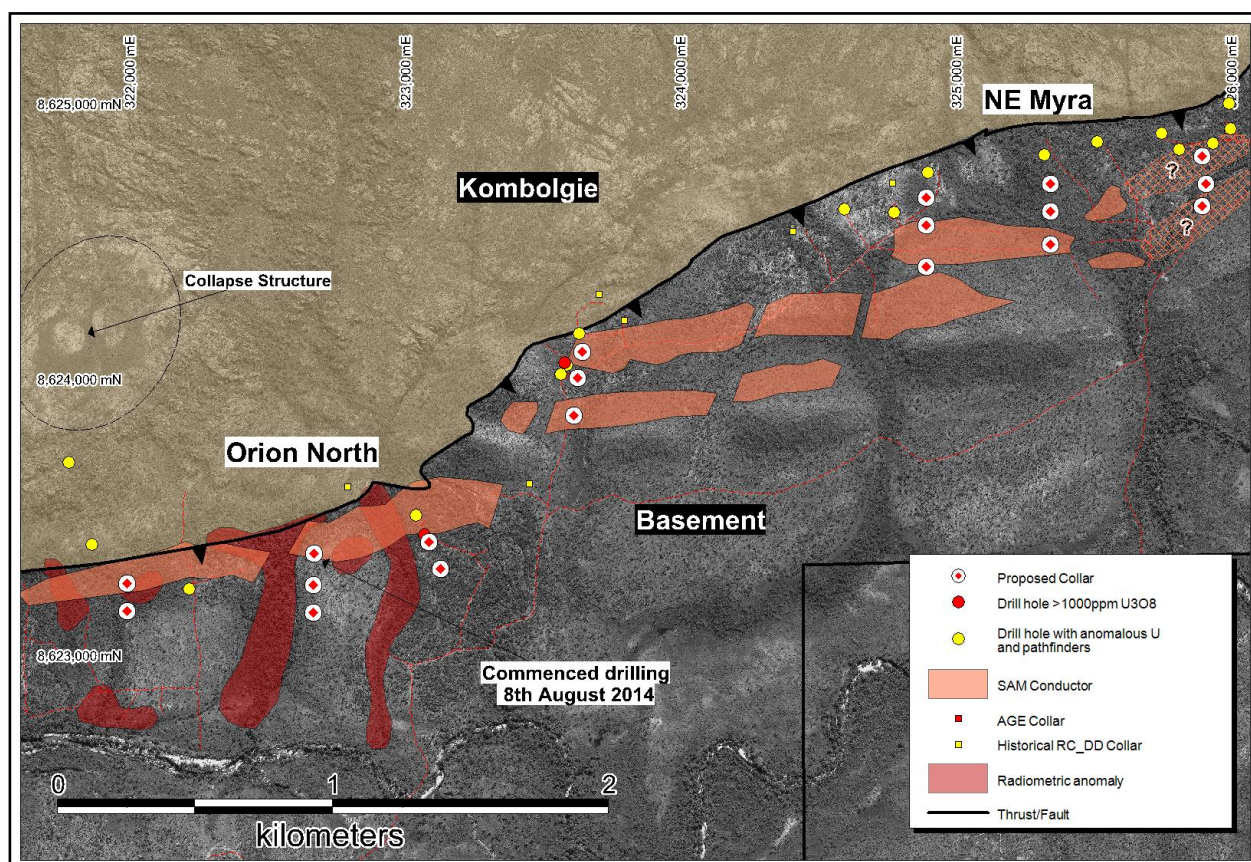 322,000 mE
323,000 mE
324,000 mE
325,000 mE
326,000 mE
8,625,000 mN
NE Myra
Kombolgie
?
?
Collapse Structure
8,624,000 mN
Orion North
Basement
8,623,000 mN
Commenced drilling
8th August 2014
0
1
2
kilometers
Proposed Collar
Drill hole >1000ppm U3O8
Drill hole with anomalous U
and pathfinders
SAM Conductor
AGE Collar
Historical RC_DD Collar
Radiometric anomaly
Thrust/Fault